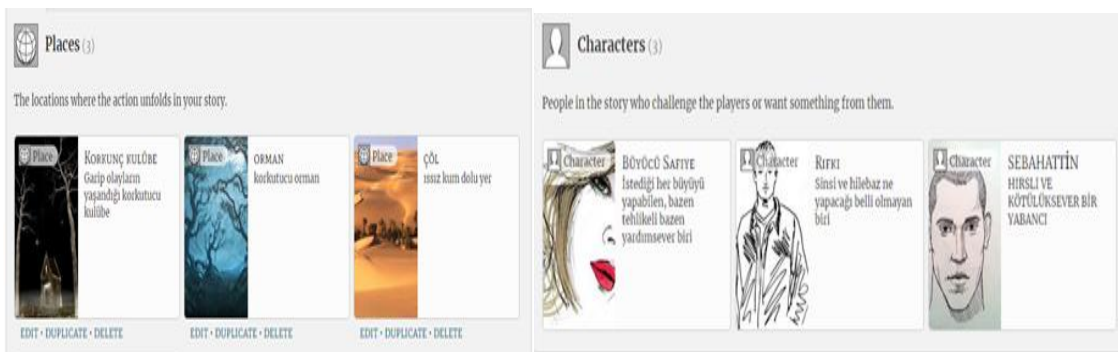 Places (3)
The locations where the action unfolds in your story.
Place
KORKUNÇ KULÜBE
Garip olayların
yaşandığı korkutucu
kulübe
Place
ORMAN
korkutucu orman
Place
ÇÖL
ıssız kum dolu yer
EDIT • DUPLICATE • DELETE
EDIT • DUPLICATE • DELETE
EDIT • DUPLICATE • DELETE
Characters (3)
People in the story who challenge the players or want something from them.
Character
BÜYÜCÜ SAFIYE
İstediği her büyüyü
yapabilen, bazen
tehlikeli bazen
yardımsever biri
Character
RIFKI
Sinsi ve hilebaz ne
yapacağı belli olmayan
biri
Character
SEBAHATTİN
HIRSLI VE
KÖTÜLÜKSEVER BİR
YABANCI